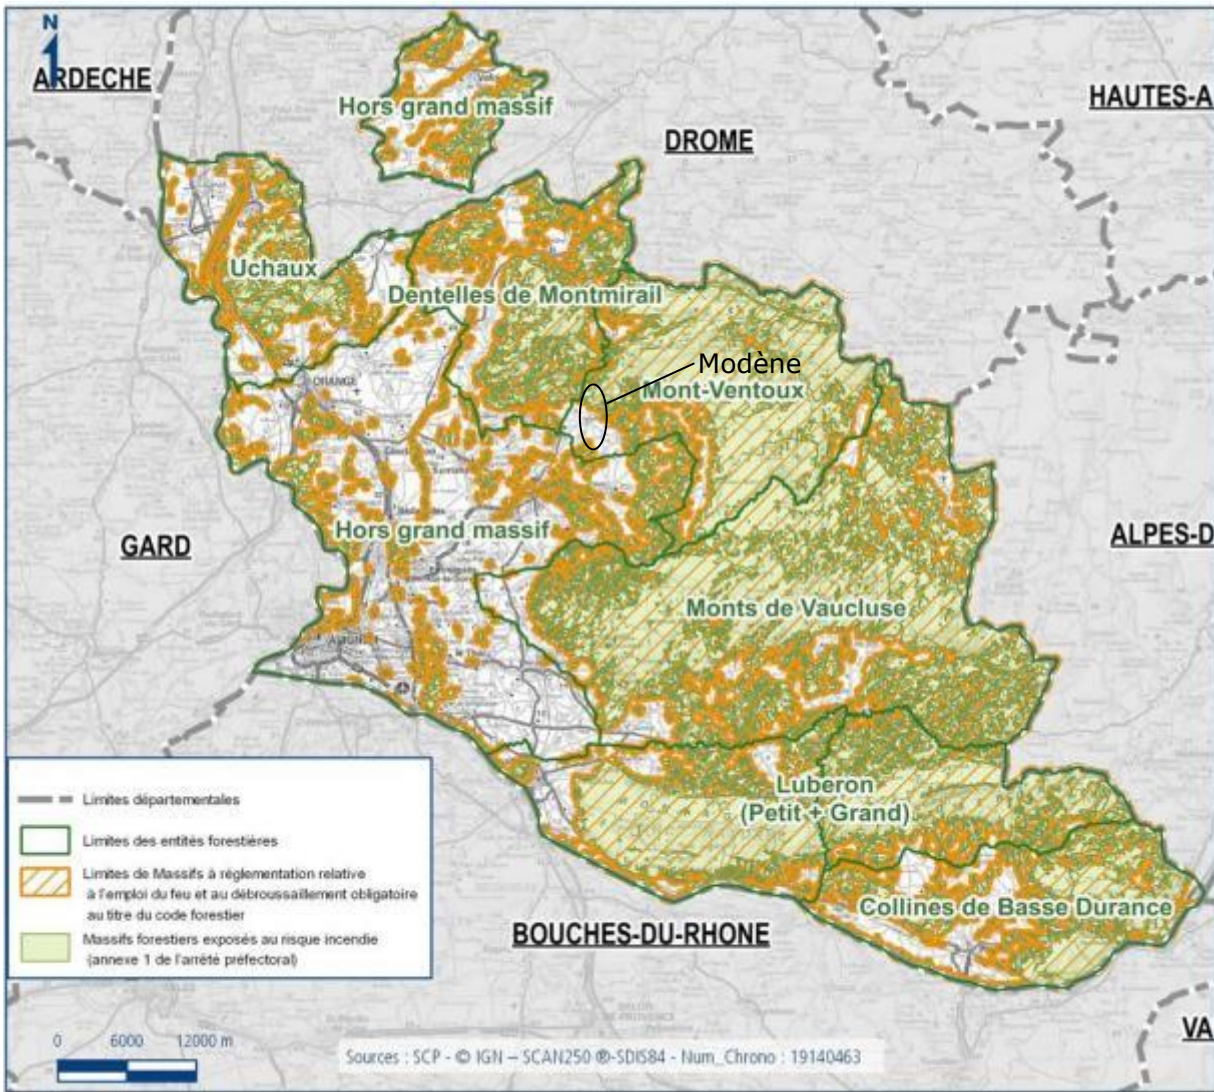 N
ARDECHE
Hors grand massif
HAUTES-A
DROME
Uchaux
Dentelles de Montmirail
Modène
Mont-Ventoux
ORANGE
Hors grand massif
GARD
ALPES-D
Monts de Vaucluse
Luberon
(Petit + Grand)
Collines de Basse Durance
BOUCHES-DU-RHONE
VA
Limites départementales
Limites des entités forestières
Limites de Massifs à réglementation relative
à l'emploi du feu et au débroussaillement obligatoire
au titre du code forestier
Massifs forestiers exposés au risque incendie
(annexe 1 de l'arrêté préfectoral)
0 6000 12000 m
Sources : SCP - © IGN – SCAN250 ®-SDIS84 - Num_Chrono : 19140463